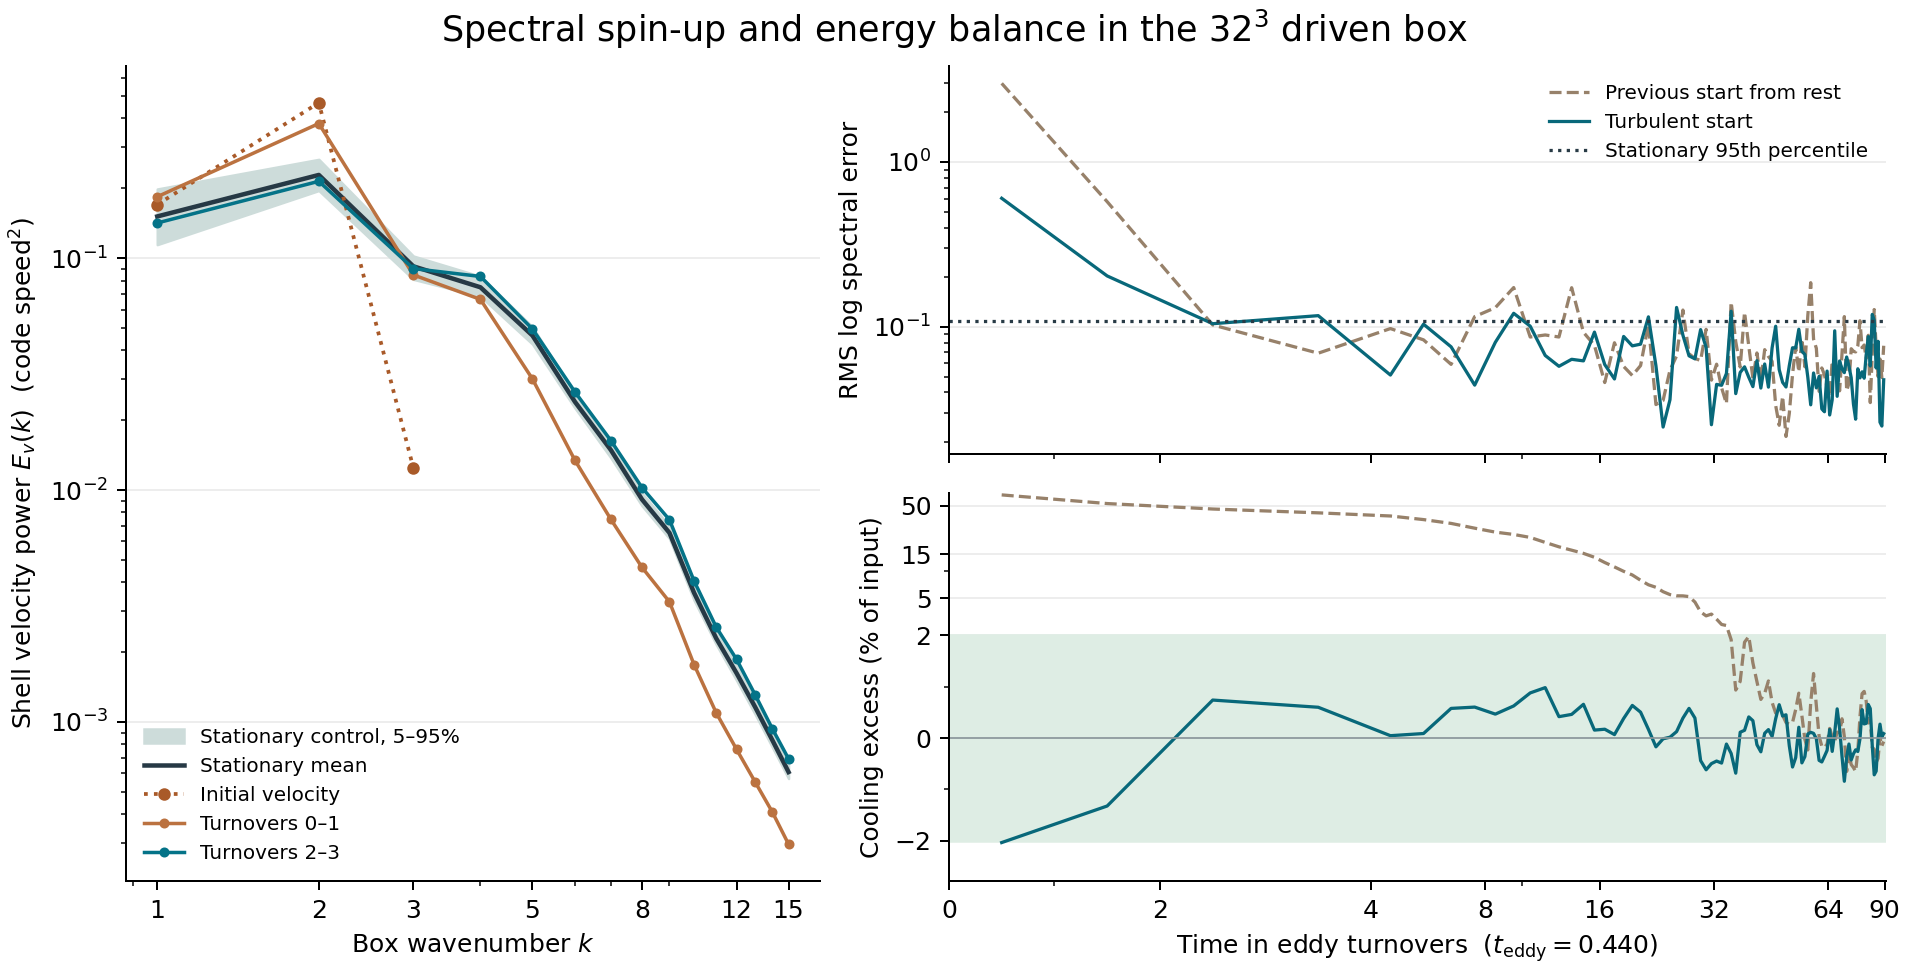 Spectral spin-up and energy balance in the 32³ driven box
Shell velocity power E_v(k) (code speed²)
10⁻¹
10⁻²
10⁻³
Stationary control, 5–95%
Stationary mean
Initial velocity
Turnovers 0–1
Turnovers 2–3
1 2 3 5 8 12 15
Box wavenumber k
RMS log spectral error
10⁰
10⁻¹
Previous start from rest
Turbulent start
Stationary 95th percentile
Cooling excess (% of input)
50
15
5
2
0
−2
0 2 4 8 16 32 64 90
Time in eddy turnovers (t_eddy = 0.440)